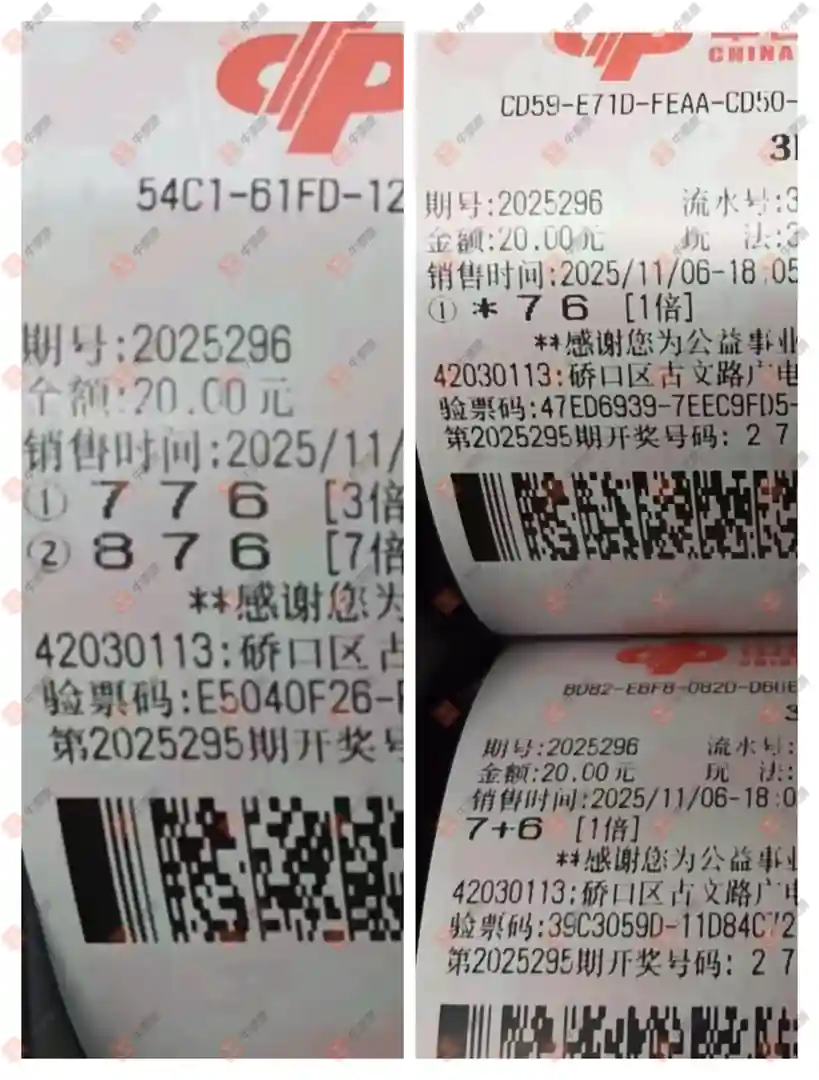 54C1-61FD-12
期号:2025296
金额:20.00元
销售时间:2025/11/
① 7 7 6 [3倍
② 8 7 6 [7倍
**感谢您为
42030113:硚口区古
验票码:E5040F26-
第2025295期开奖号
CHINA
CD59-E71D-FEAA-CD50-
期号:2025296 流水号:3
金额:20.00元 玩 法:3
销售时间:2025/11/06-18:05
① * 7 6 [1倍]
**感谢您为公益事业
42030113:硚口区古文路广电
验票码:47ED6939-7EEC9FD5-
第2025295期开奖号码: 2 7
期号:2025296 流水号:
金额:20.00元 玩 法:
销售时间:2025/11/06-18:0
7+6 [1倍]
**感谢您为公益事业
42030113:硚口区古文路广电
验票码:39C3059D-11D84C72
第2025295期开奖号码: 2 7